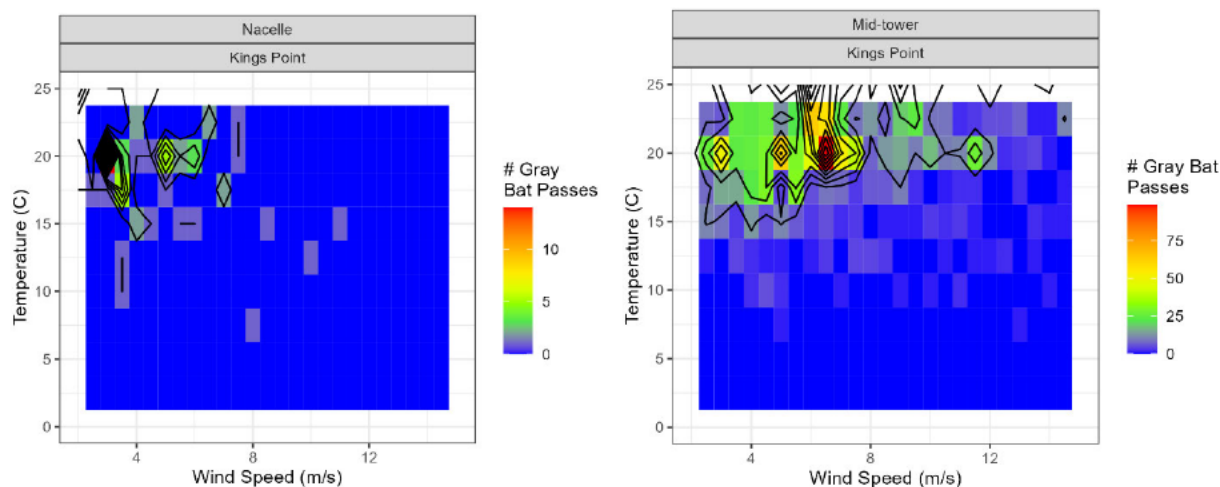 Nacelle
Kings Point
25
20
15
10
5
0
Temperature (C)
4
8
12
Wind Speed (m/s)
# Gray
Bat Passes
10
5
0
Mid-tower
Kings Point
25
20
15
10
5
0
Temperature (C)
4
8
12
Wind Speed (m/s)
# Gray Bat
Passes
75
50
25
0